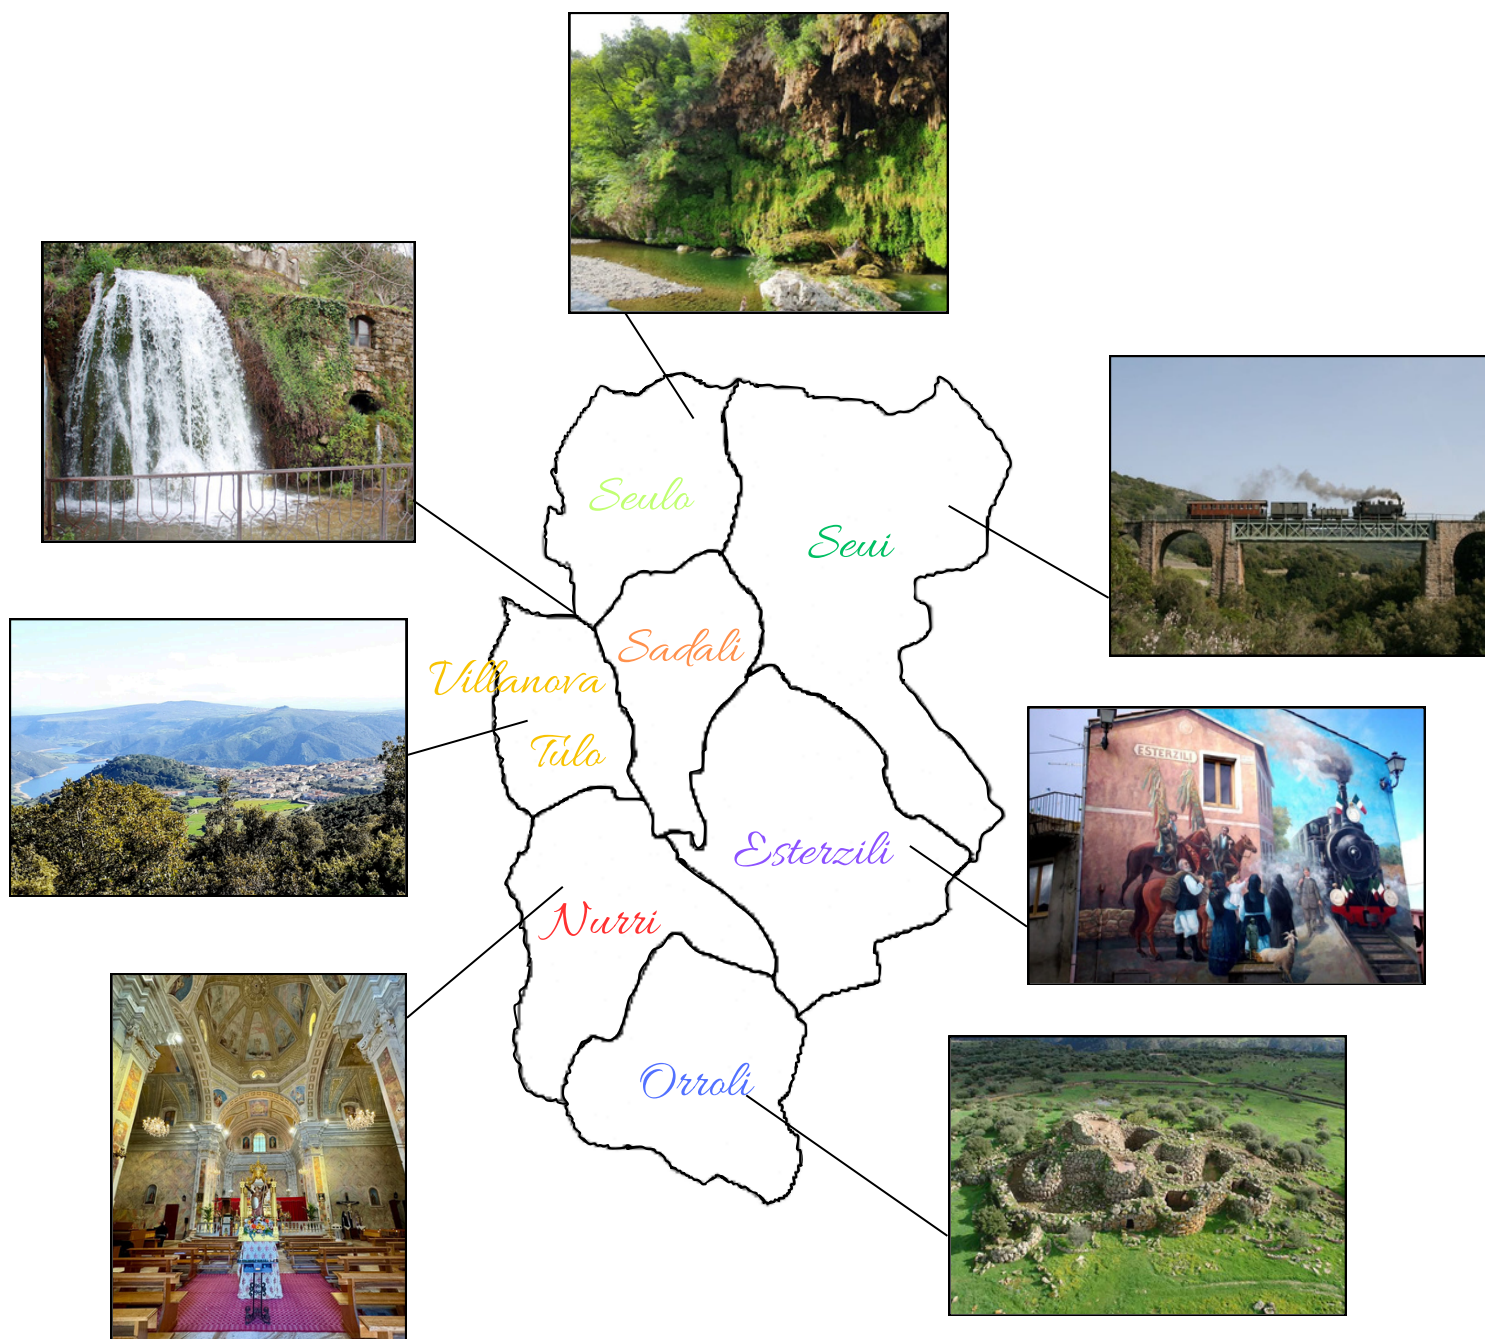 Seulo
Seui
Sadali
Villanova
Tulo
ESTERZILI
Esterzili
Nurri
Orroli